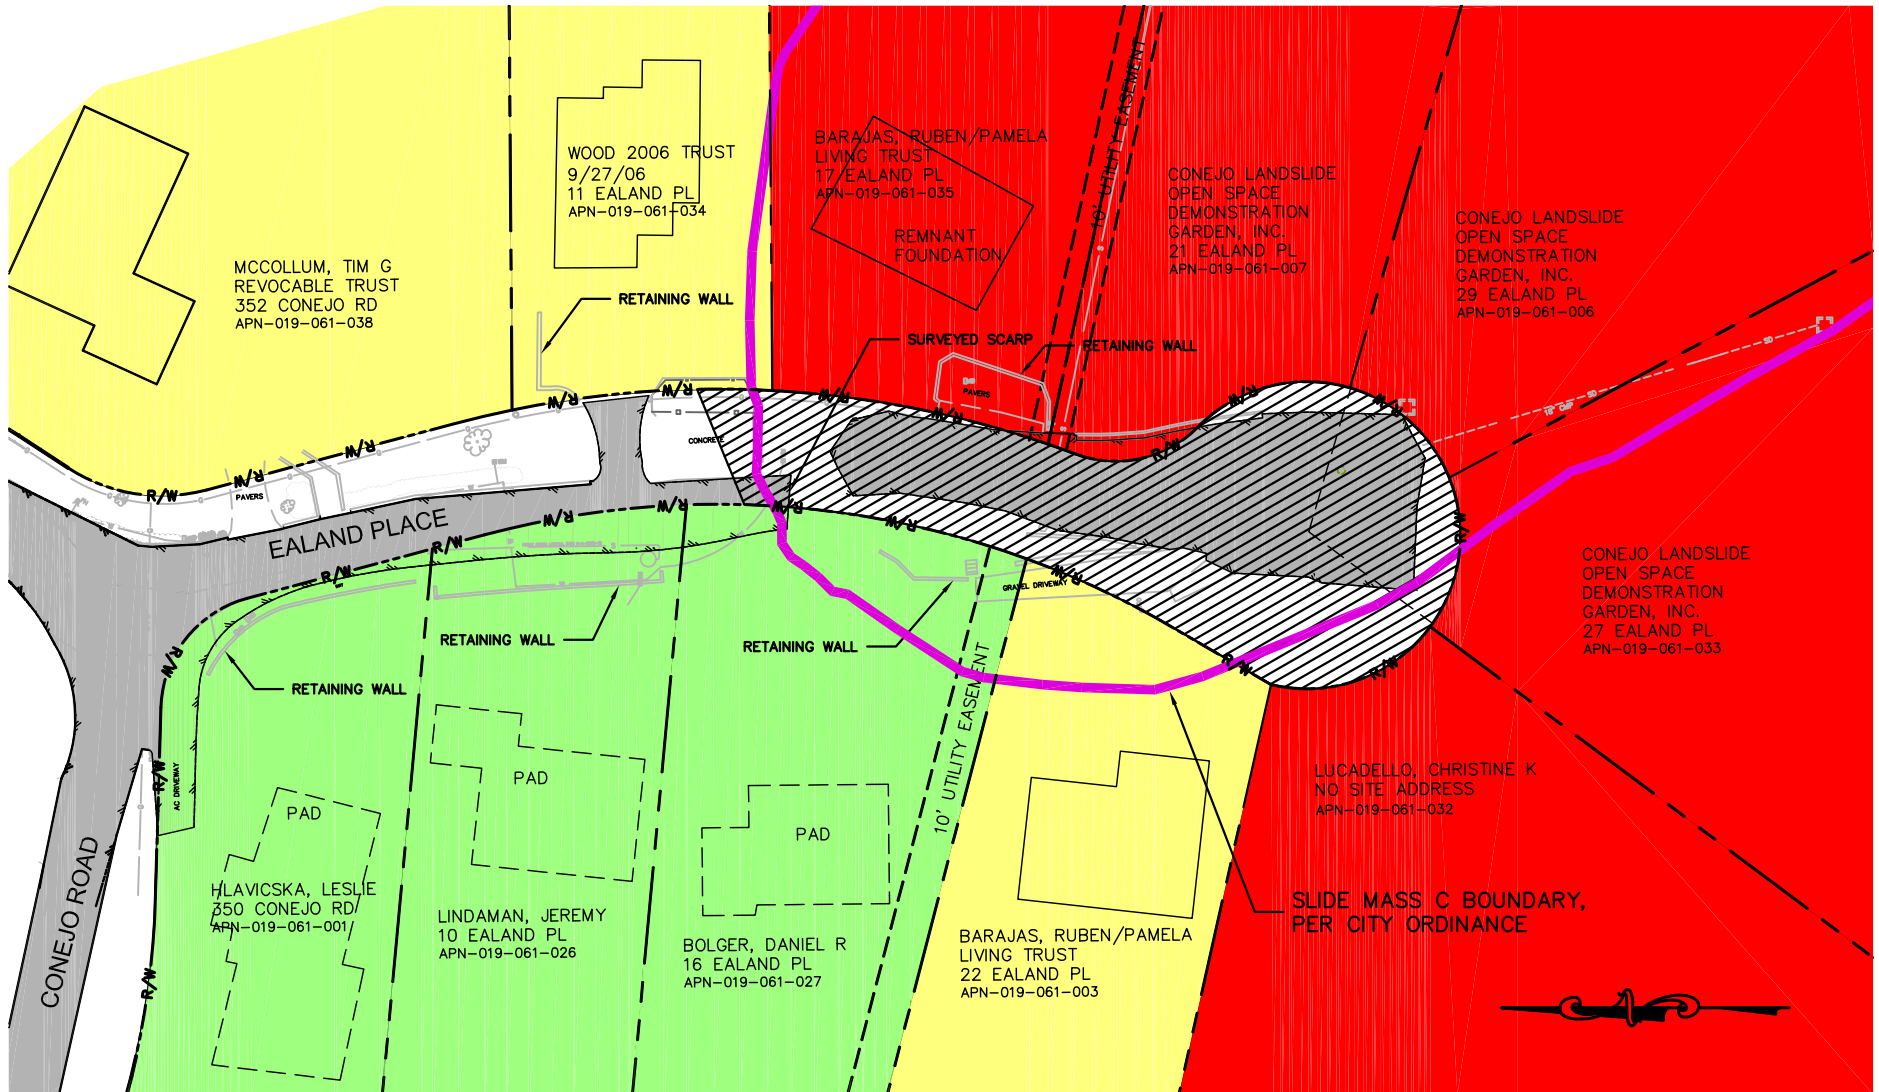 WOOD 2006 TRUST
9/27/06
11 EALAND PL
APN-019-061-034
BARAJAS, RUBEN/PAMELA
LIVING TRUST
17 EALAND PL
APN-019-061-035
REMNANT
FOUNDATION
10' UTILITY EASEMENT
CONEJO LANDSLIDE
OPEN SPACE
DEMONSTRATION
GARDEN, INC.
21 EALAND PL
APN-019-061-007
CONEJO LANDSLIDE
OPEN SPACE
DEMONSTRATION
GARDEN, INC.
29 EALAND PL
APN-019-061-006
MCCOLLUM, TIM G
REVOCABLE TRUST
352 CONEJO RD
APN-019-061-038
RETAINING WALL
SURVEYED SCARP
RETAINING WALL
PAVERS
18" CMP
SD
SD
R/W
R/W
R/W
R/W
R/W
R/W
R/W
R/W
R/W
R/W
CONCRETE
PAVERS
EALAND PLACE
R/W
R/W
R/W
R/W
R/W
R/W
R/W
R/W
GRAVEL DRIVEWAY
CONEJO LANDSLIDE
OPEN SPACE
DEMONSTRATION
GARDEN, INC.
27 EALAND PL
APN-019-061-033
RETAINING WALL
RETAINING WALL
RETAINING WALL
R/W
R/W
R/W
10' UTILITY EASEMENT
AC DRIVEWAY
R/W
PAD
PAD
PAD
LUCADELLO, CHRISTINE K
NO SITE ADDRESS
APN-019-061-032
CONEJO ROAD
R/W
HLAVICSKA, LESLIE
350 CONEJO RD
APN-019-061-001
LINDAMAN, JEREMY
10 EALAND PL
APN-019-061-026
BOLGER, DANIEL R
16 EALAND PL
APN-019-061-027
BARAJAS, RUBEN/PAMELA
LIVING TRUST
22 EALAND PL
APN-019-061-003
SLIDE MASS C BOUNDARY,
PER CITY ORDINANCE